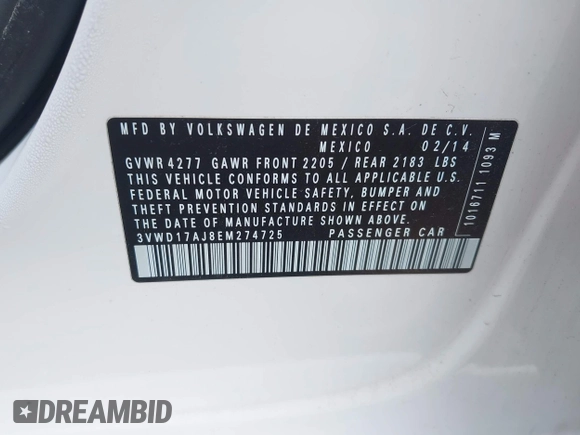 MFD BY VOLKSWAGEN DE MEXICO S.A. DE C.V.
MEXICO 02/14
GVWR 4277 GAWR FRONT 2205 / REAR 2183 LBS
THIS VEHICLE CONFORMS TO ALL APPLICABLE U.S.
FEDERAL MOTOR VEHICLE SAFETY, BUMPER AND
THEFT PREVENTION STANDARDS IN EFFECT ON
THE DATE OF MANUFACTURE SHOWN ABOVE.
3VWD17AJ8EM274725 PASSENGER CAR
1016711 1093 M
DREAMBID